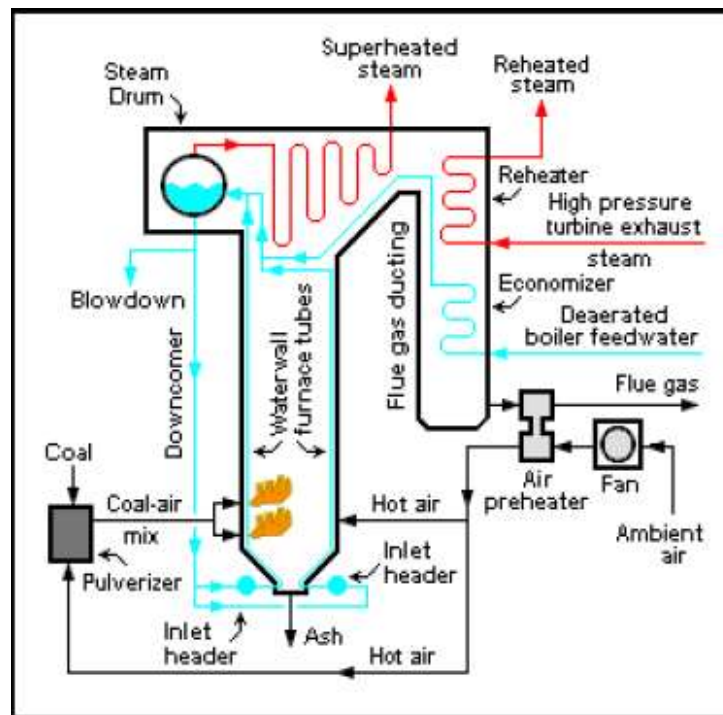 Superheated
steam
Reheated
steam
Steam
Drum
Reheater
High pressure
turbine exhaust
steam
Economizer
Deaerated
boiler feedwater
Flue gas ducting
Blowdown
Downcomer
Waterwall
furnace tubes
Flue gas
Coal
Coal-air
mix
Hot air
Air
preheater
Fan
Ambient
air
Pulverizer
Inlet
header
Inlet
header
Ash
Hot air